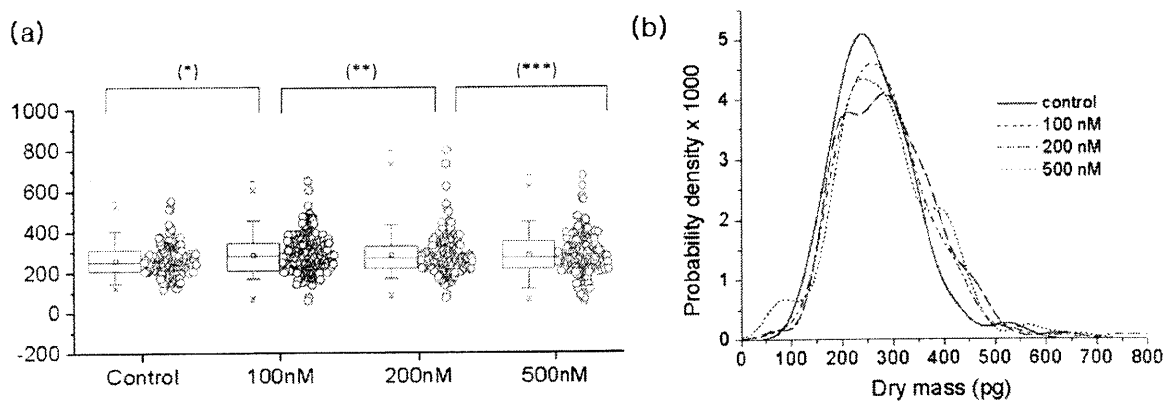 (a)
(*)
(**)
(***)
1000
800
600
400
200
0
-200
Control
100nM
200nM
500nM
(b)
Probability density x 1000
5
4
3
2
1
0
control
100 nM
200 nM
500 nM
0
100
200
300
400
500
600
700
800
Dry mass (pg)